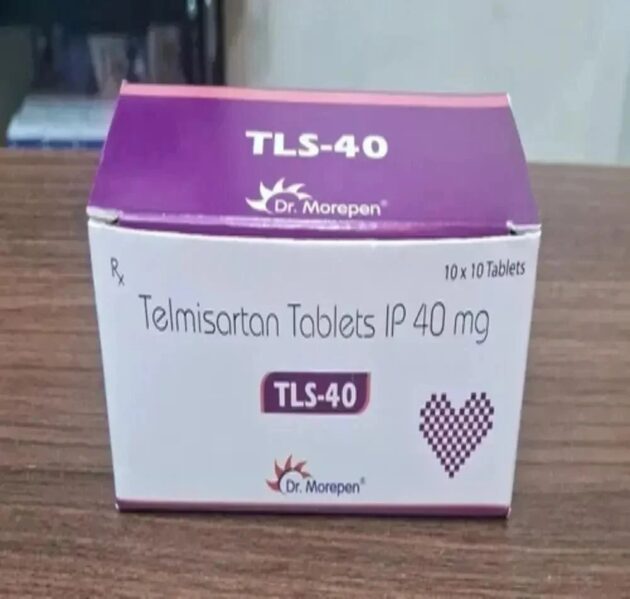 TLS-40
Dr. Morepen®
Rx
10 x 10 Tablets
Telmisartan Tablets IP 40 mg
TLS-40
Dr. Morepen®